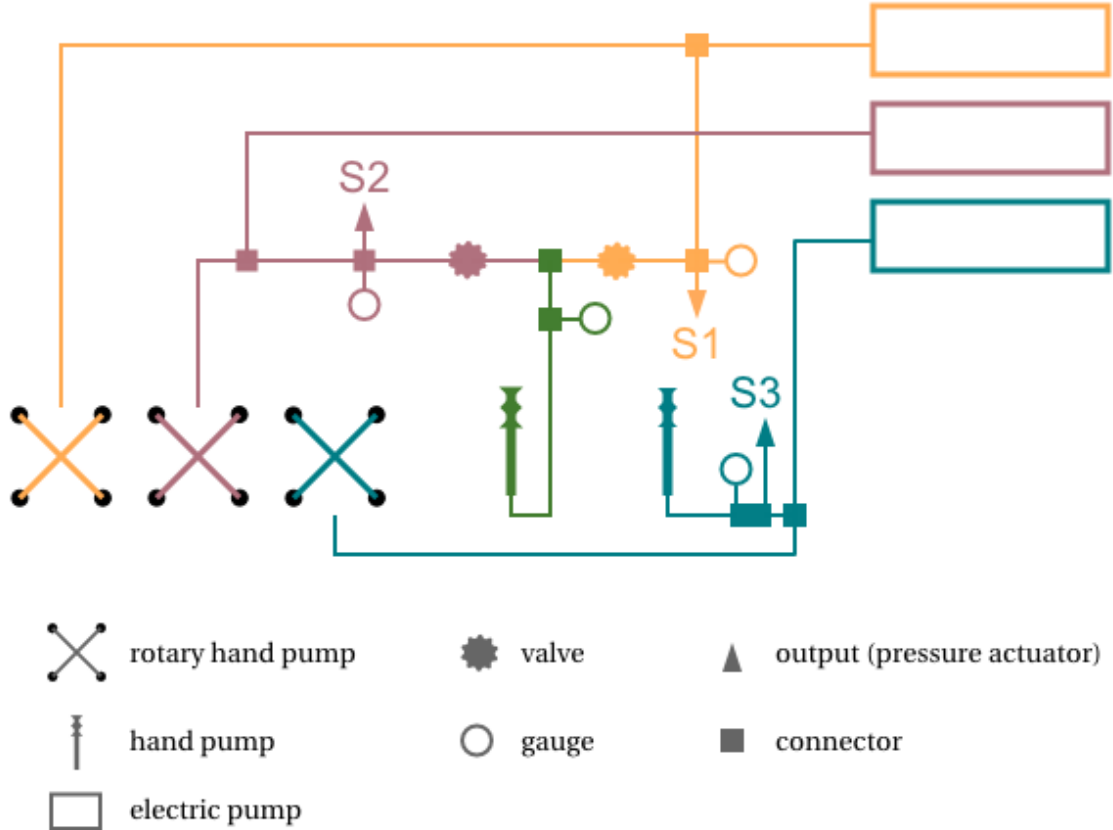 S2
S1
S3
rotary hand pump
valve
output (pressure actuator)
hand pump
gauge
connector
electric pump